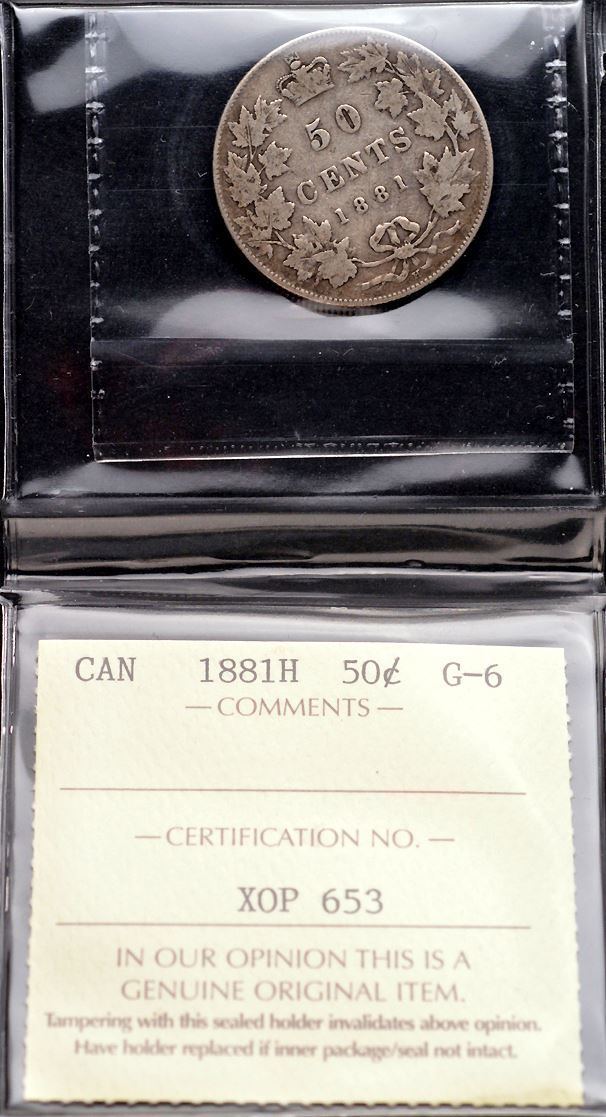 50
CENTS
1881
CAN 1881H 50¢ G-6
— COMMENTS —
— CERTIFICATION NO. —
XOP 653
IN OUR OPINION THIS IS A
GENUINE ORIGINAL ITEM.
Tampering with this sealed holder invalidates above opinion.
Have holder replaced if inner package/seal not intact.